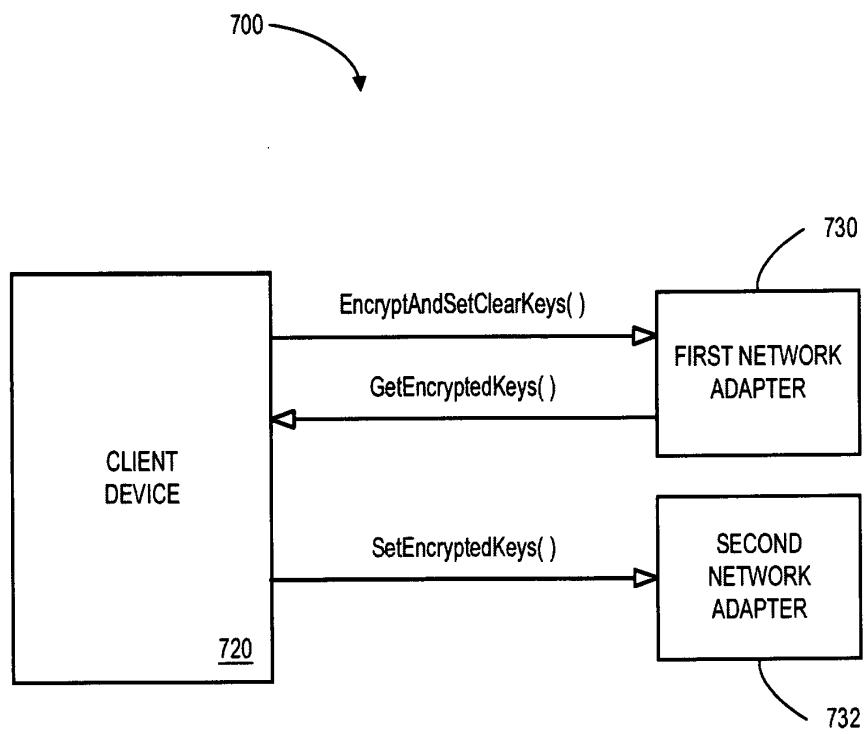 700
730
EncryptAndSetClearKeys( )
FIRST NETWORK
ADAPTER
GetEncryptedKeys( )
CLIENT
DEVICE
SetEncryptedKeys( )
SECOND
NETWORK
ADAPTER
720
732